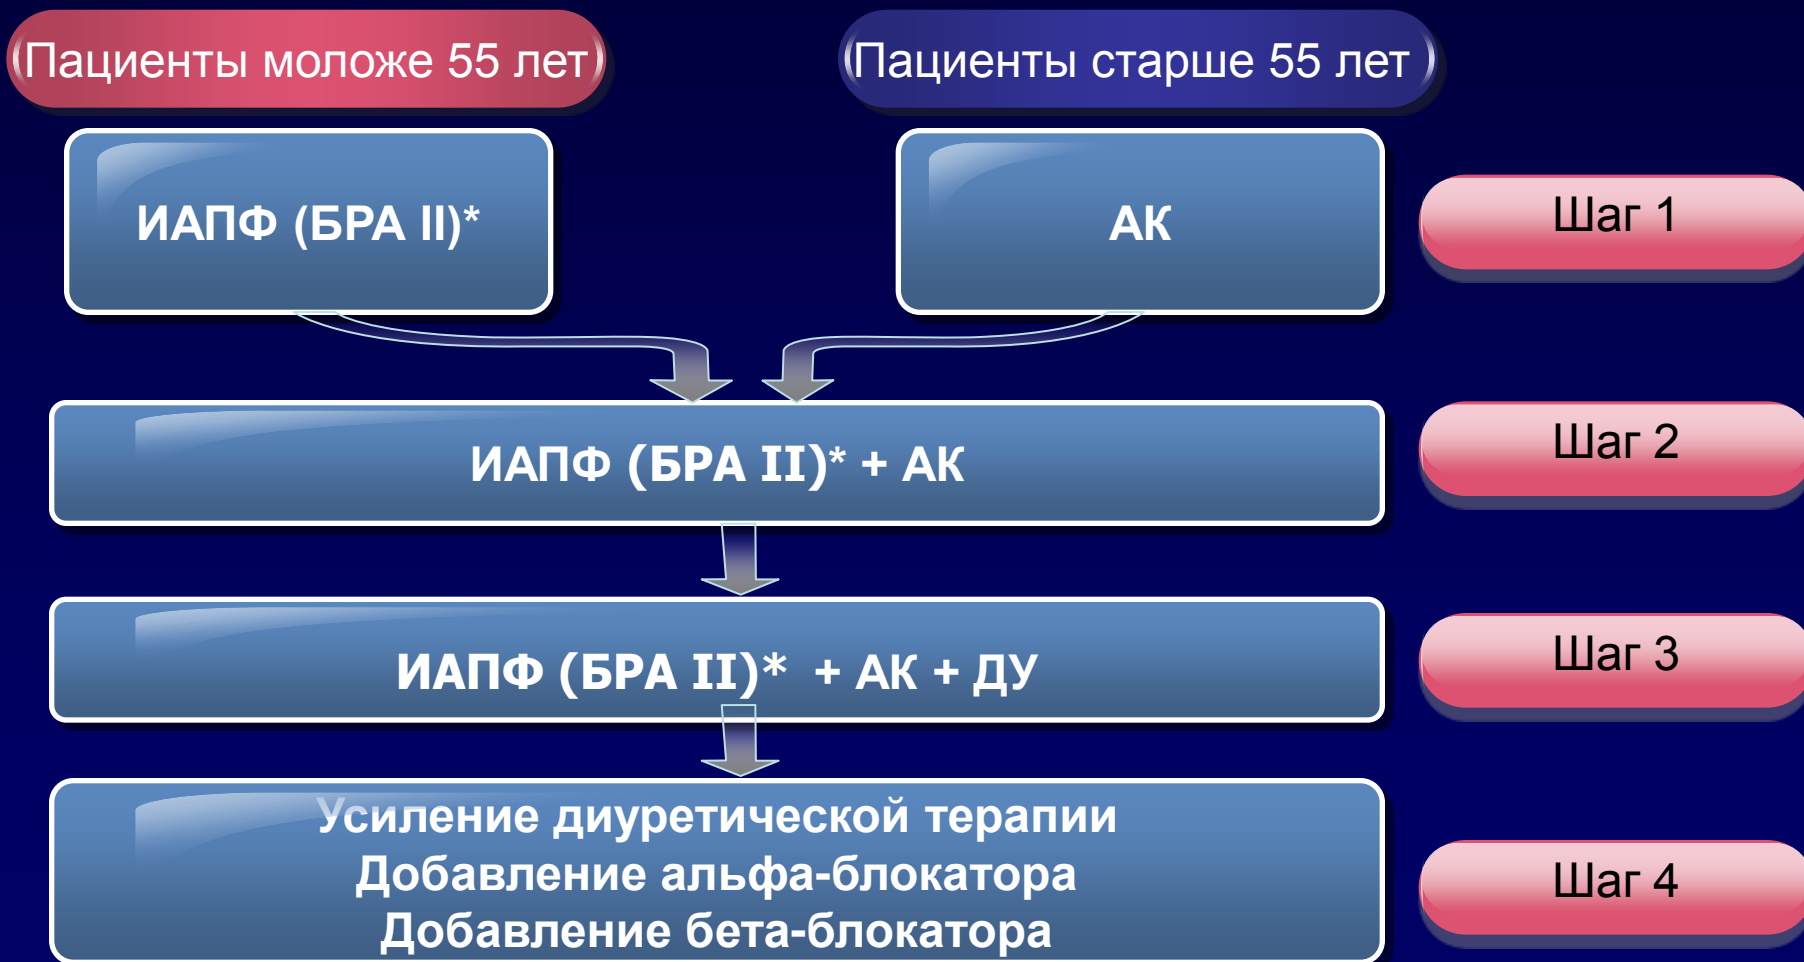 Пациенты моложе 55 лет
Пациенты старше 55 лет
ИАПФ (БРА II)*
АК
Шаг 1
ИАПФ (БРА II)* + АК
Шаг 2
ИАПФ (БРА II)* + АК + ДУ
Шаг 3
Усиление диуретической терапии
Добавление альфа-блокатора
Добавление бета-блокатора
Шаг 4